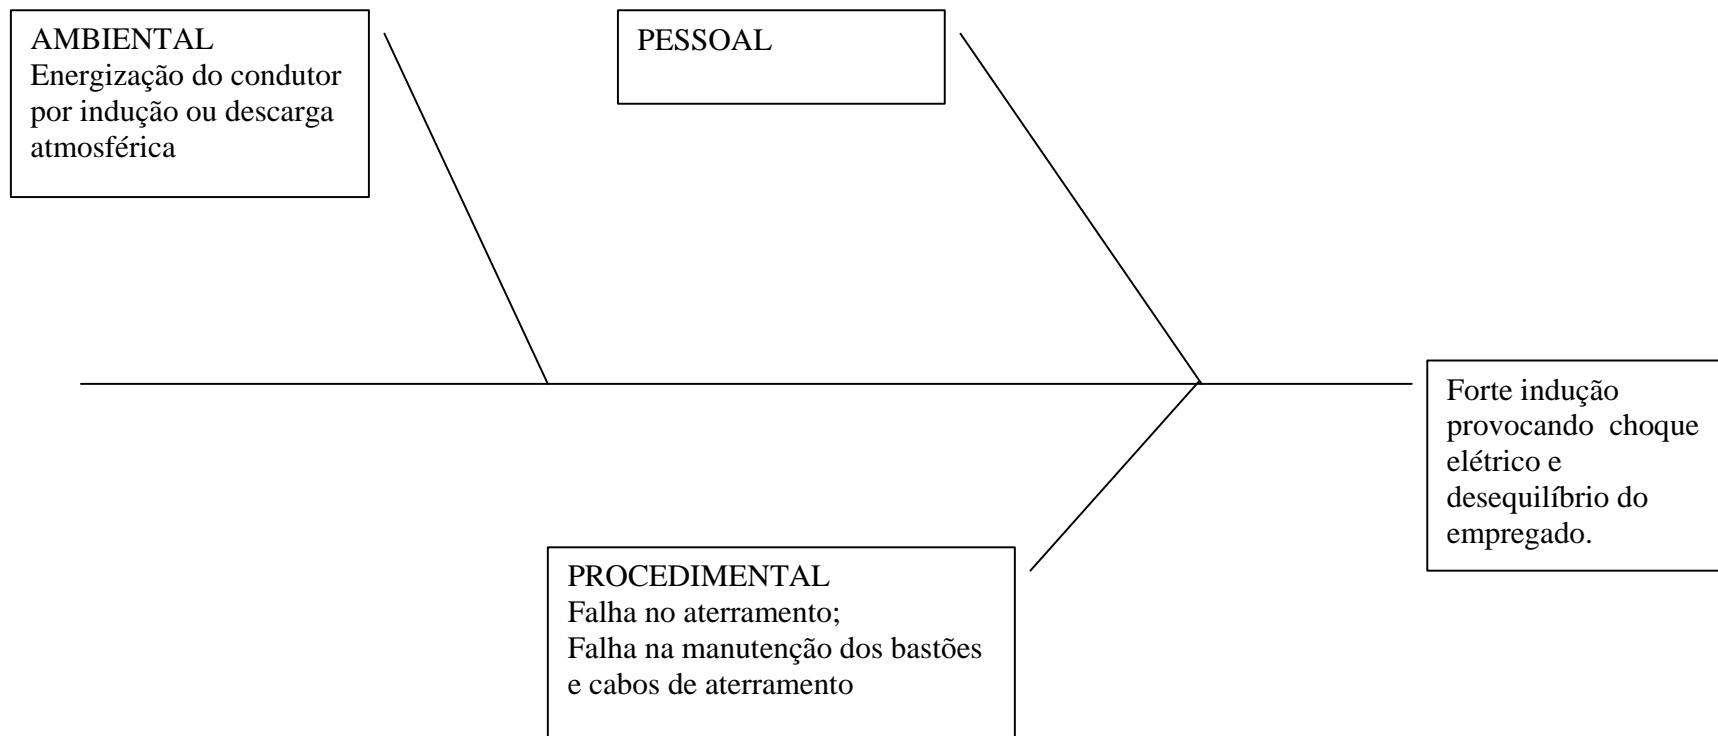 AMBIENTAL
Energização do condutor
por indução ou descarga
atmosférica
PESSOAL
Forte indução
provocando  choque
elétrico e
desequilíbrio do
empregado.
PROCEDIMENTAL
Falha no aterramento;
Falha na manutenção dos bastões
e cabos de aterramento